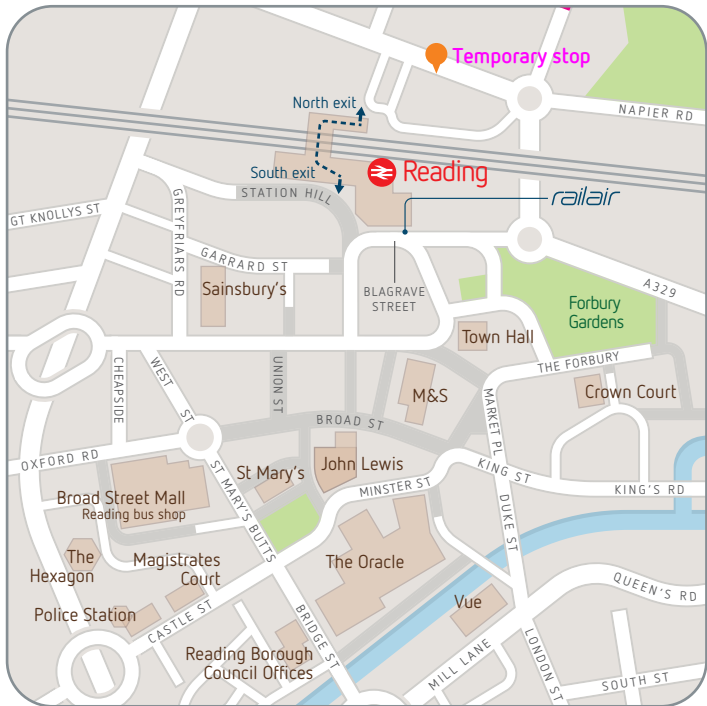 Temporary stop
North exit
NAPIER RD
South exit
Reading
STATION HILL
railair
GT KNOLLYS ST
GREYFRIARS RD
GARRARD ST
Sainsbury's
BLAGRAVE
STREET
A329
Forbury
Gardens
Town Hall
THE FORBURY
CHEAPSIDE
WEST ST
UNION ST
M&S
MARKET PL
Crown Court
BROAD ST
OXFORD RD
St Mary's
John Lewis
KING ST
MINSTER ST
KING'S RD
Broad Street Mall
Reading bus shop
ST MARY'S BUTTS
DUKE ST
The
Hexagon
Magistrates
Court
The Oracle
QUEEN'S RD
Police Station
CASTLE ST
Vue
BRIDGE ST
Reading Borough
Council Offices
MILL LANE
LONDON ST
SOUTH ST